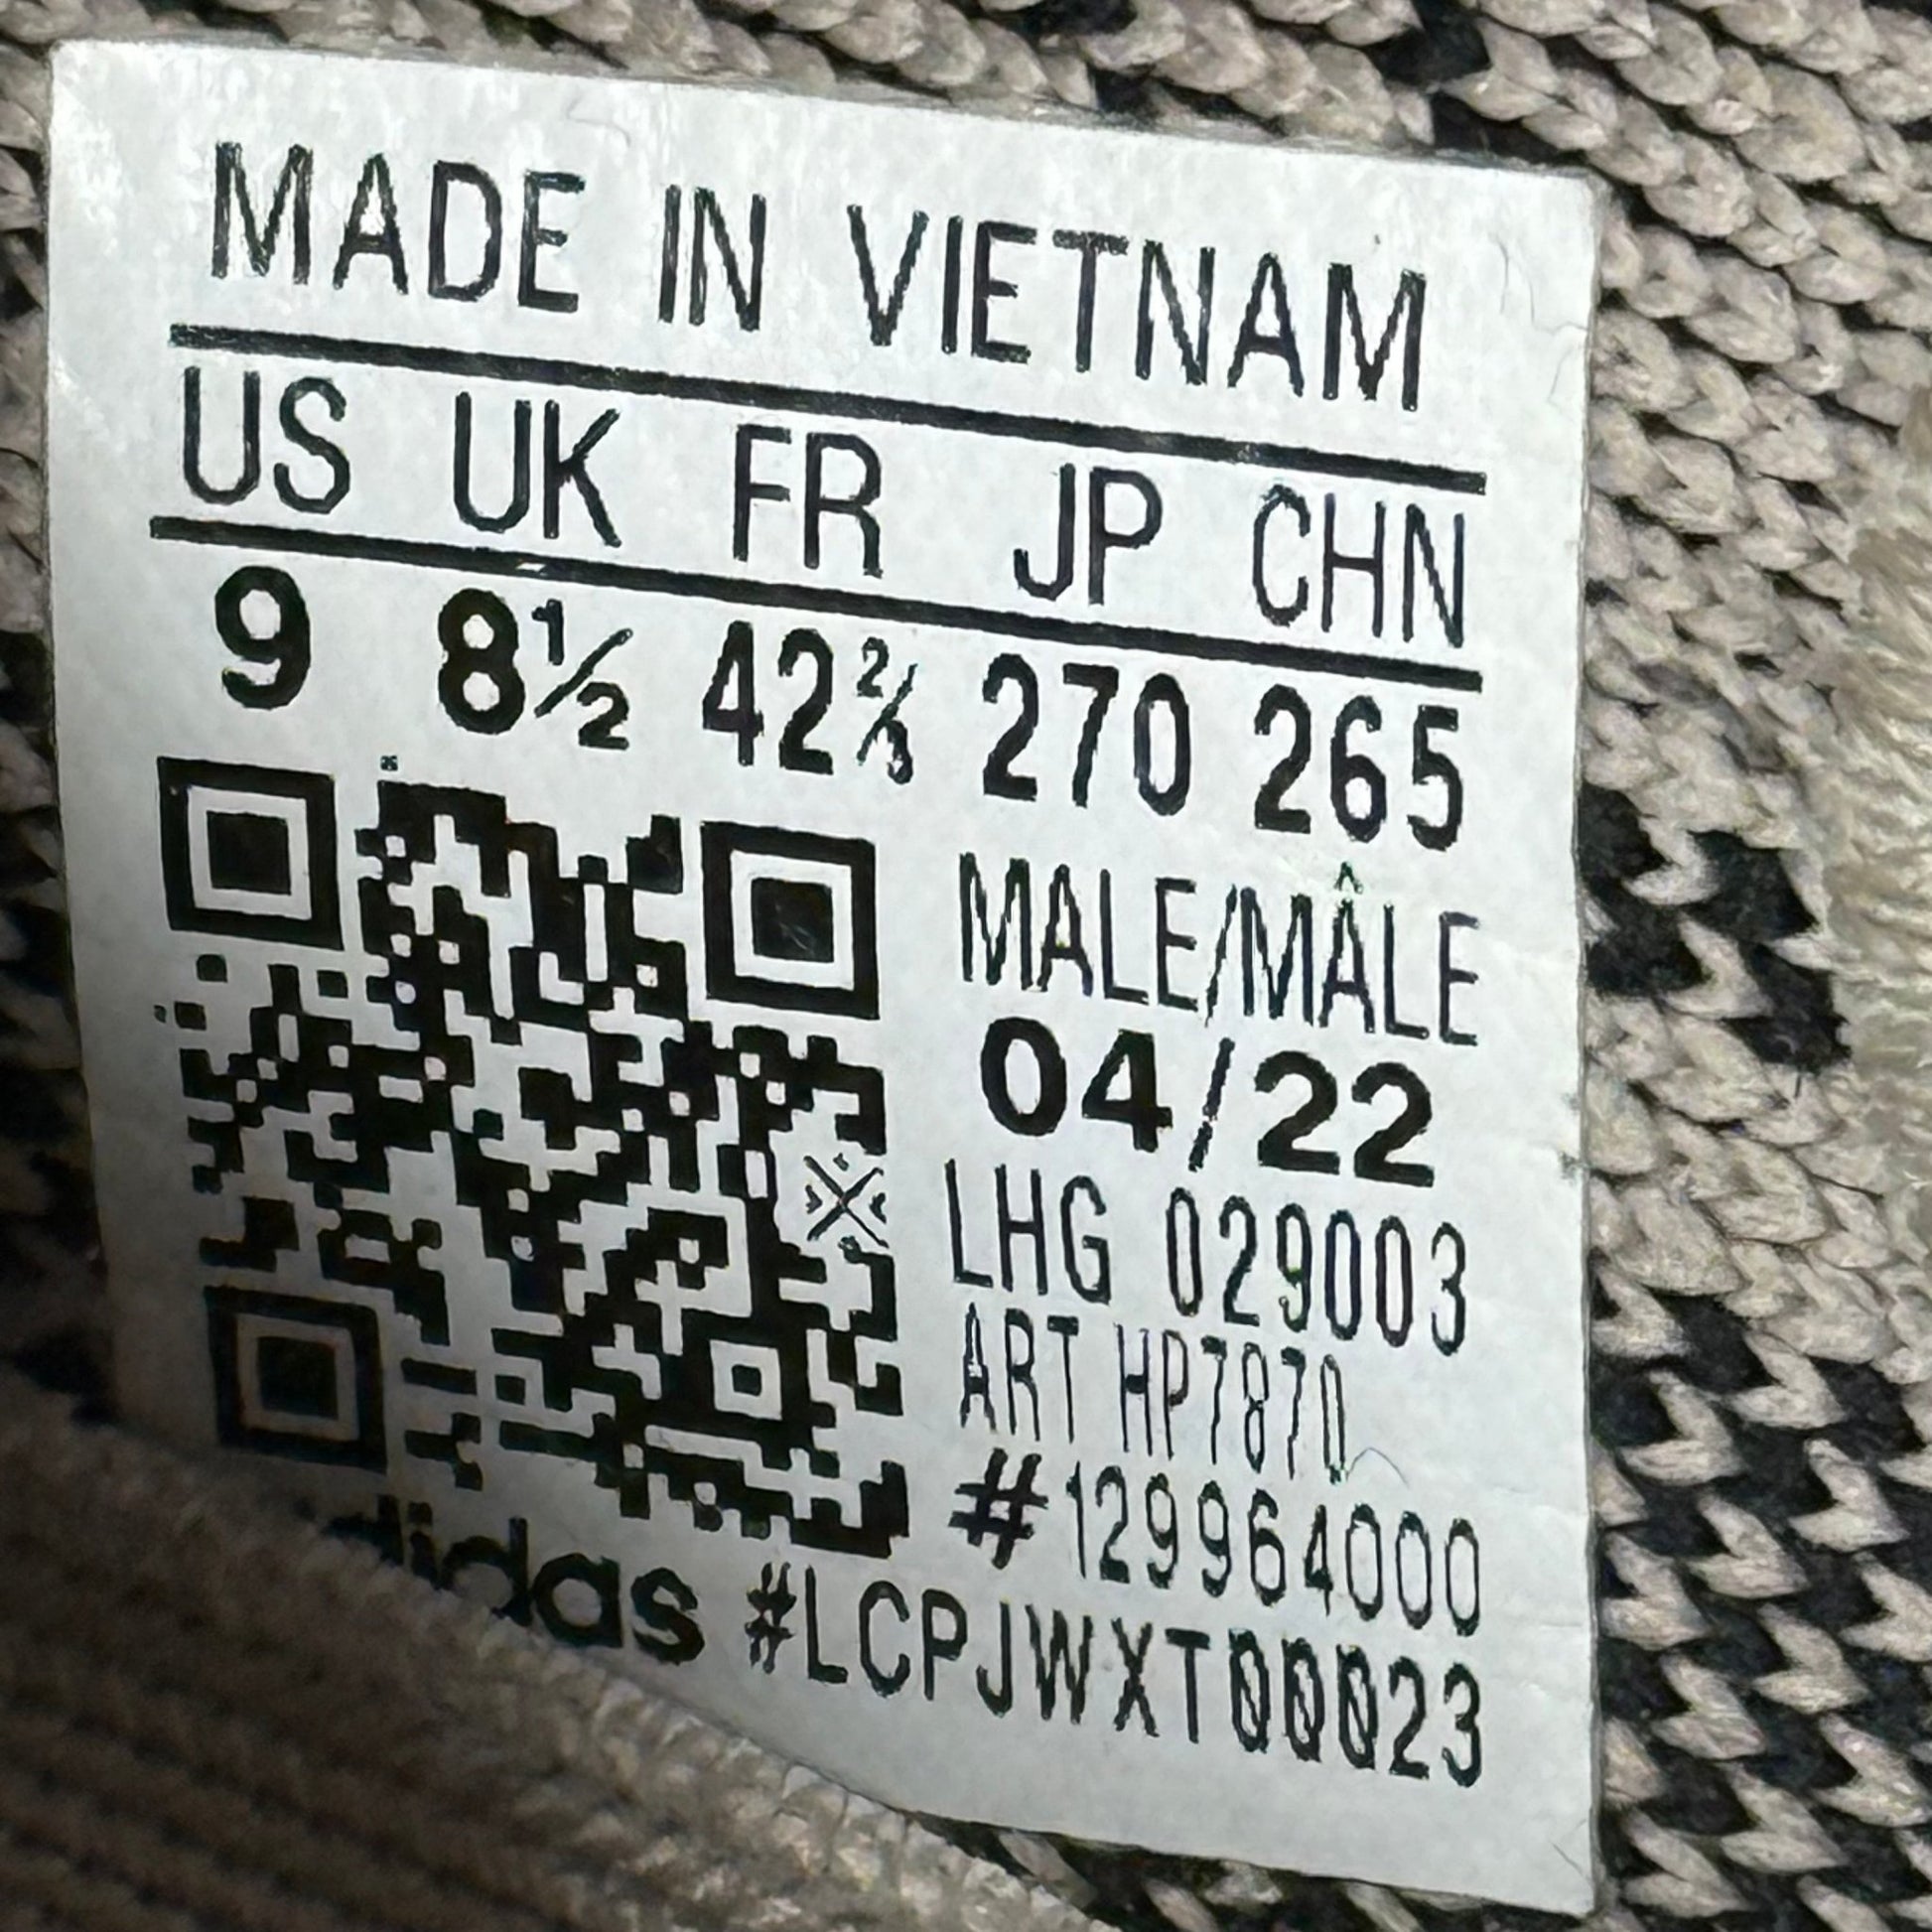 MADE IN VIETNAM
US UK FR JP CHN
9 8½ 42⅔ 270 265
MALE/MÂLE
04/22
LHG 029003
ART HP7870
#129964000
adidas #LCPJWXT00023